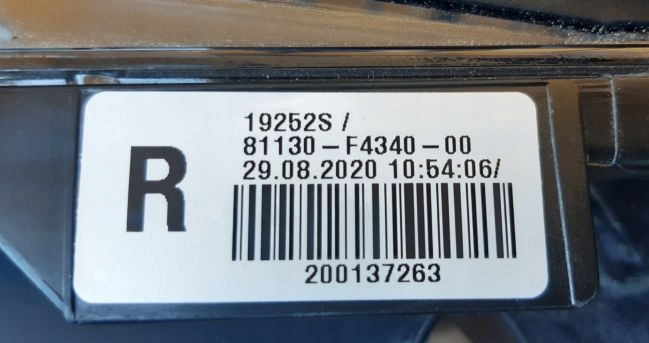 R
19252S /
81130-F4340-00
29.08.2020 10:54:06/
200137263